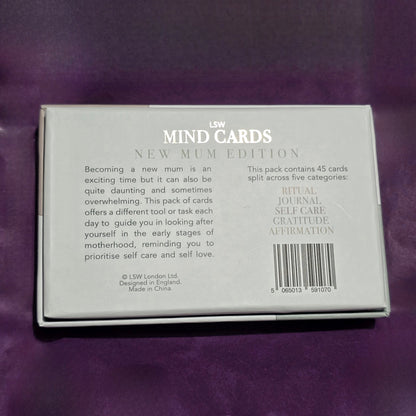 LSW
MIND CARDS
NEW MUM EDITION
Becoming a new mum is an
exciting time but it can also be
quite daunting and sometimes
overwhelming. This pack of cards
offers a different tool or task each
day to guide you in looking after
yourself in the early stages of
motherhood, reminding you to
prioritise self care and self love.
© LSW London Ltd.
Designed in England.
Made in China.
This pack contains 45 cards
split across five categories:
RITUAL
JOURNAL
SELF CARE
GRATITUDE
AFFIRMATION
5 065013 591070